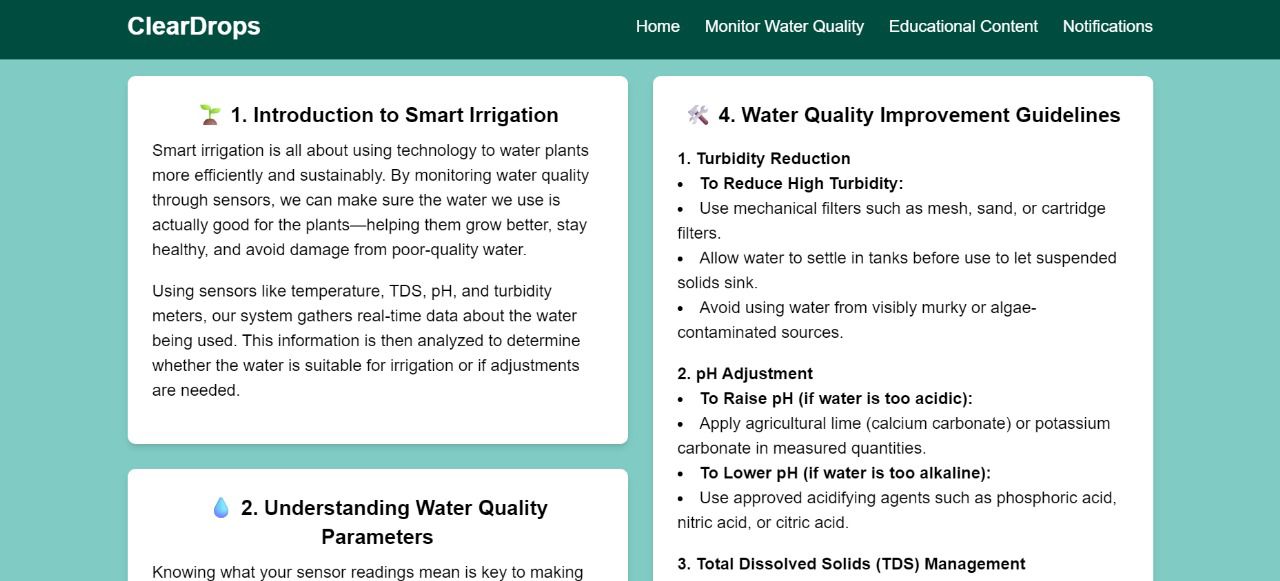 ClearDrops
Home Monitor Water Quality Educational Content Notifications
🌱 1. Introduction to Smart Irrigation
Smart irrigation is all about using technology to water plants
more efficiently and sustainably. By monitoring water quality
through sensors, we can make sure the water we use is
actually good for the plants—helping them grow better, stay
healthy, and avoid damage from poor-quality water.
Using sensors like temperature, TDS, pH, and turbidity
meters, our system gathers real-time data about the water
being used. This information is then analyzed to determine
whether the water is suitable for irrigation or if adjustments
are needed.
💧 2. Understanding Water Quality
Parameters
Knowing what your sensor readings mean is key to making
🛠️ 4. Water Quality Improvement Guidelines
1. Turbidity Reduction
• To Reduce High Turbidity:
• Use mechanical filters such as mesh, sand, or cartridge
filters.
• Allow water to settle in tanks before use to let suspended
solids sink.
• Avoid using water from visibly murky or algae-
contaminated sources.
2. pH Adjustment
• To Raise pH (if water is too acidic):
• Apply agricultural lime (calcium carbonate) or potassium
carbonate in measured quantities.
• To Lower pH (if water is too alkaline):
• Use approved acidifying agents such as phosphoric acid,
nitric acid, or citric acid.
3. Total Dissolved Solids (TDS) Management